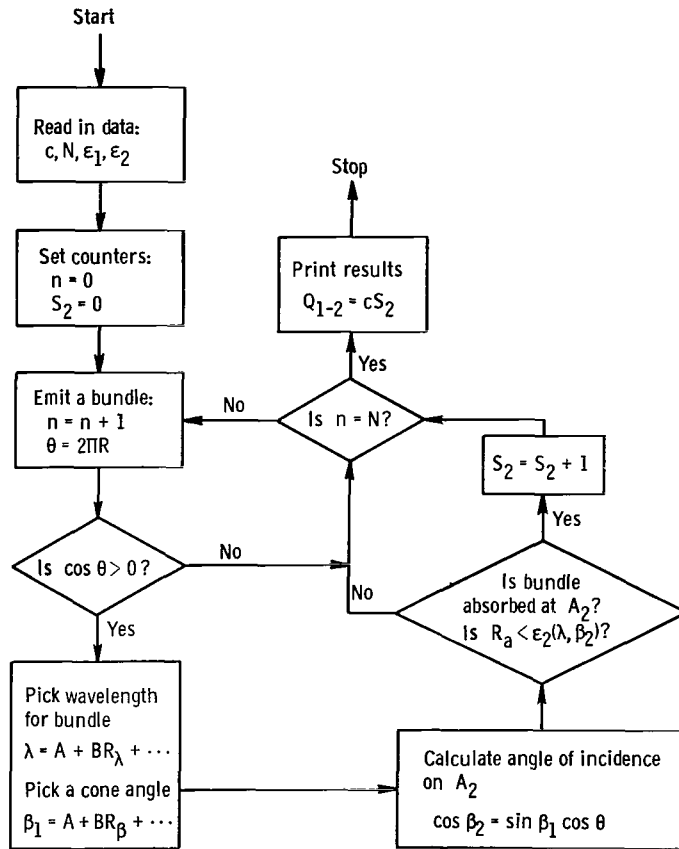 Start
Read in data:
c, N, ε₁, ε₂
Set counters:
n = 0
S₂ = 0
Emit a bundle:
n = n + 1
θ = 2πR
Is cos θ > 0?
No
Yes
Pick wavelength
for bundle
λ = A + BR_λ + ···
Pick a cone angle
β₁ = A + BR_β + ···
Calculate angle of incidence
on A₂
cos β₂ = sin β₁ cos θ
Is bundle
absorbed at A₂?
Is Rₐ < ε₂(λ, β₂)?
No
Yes
S₂ = S₂ + 1
Is n = N?
No
Yes
Print results
Q₁₋₂ = cS₂
Stop